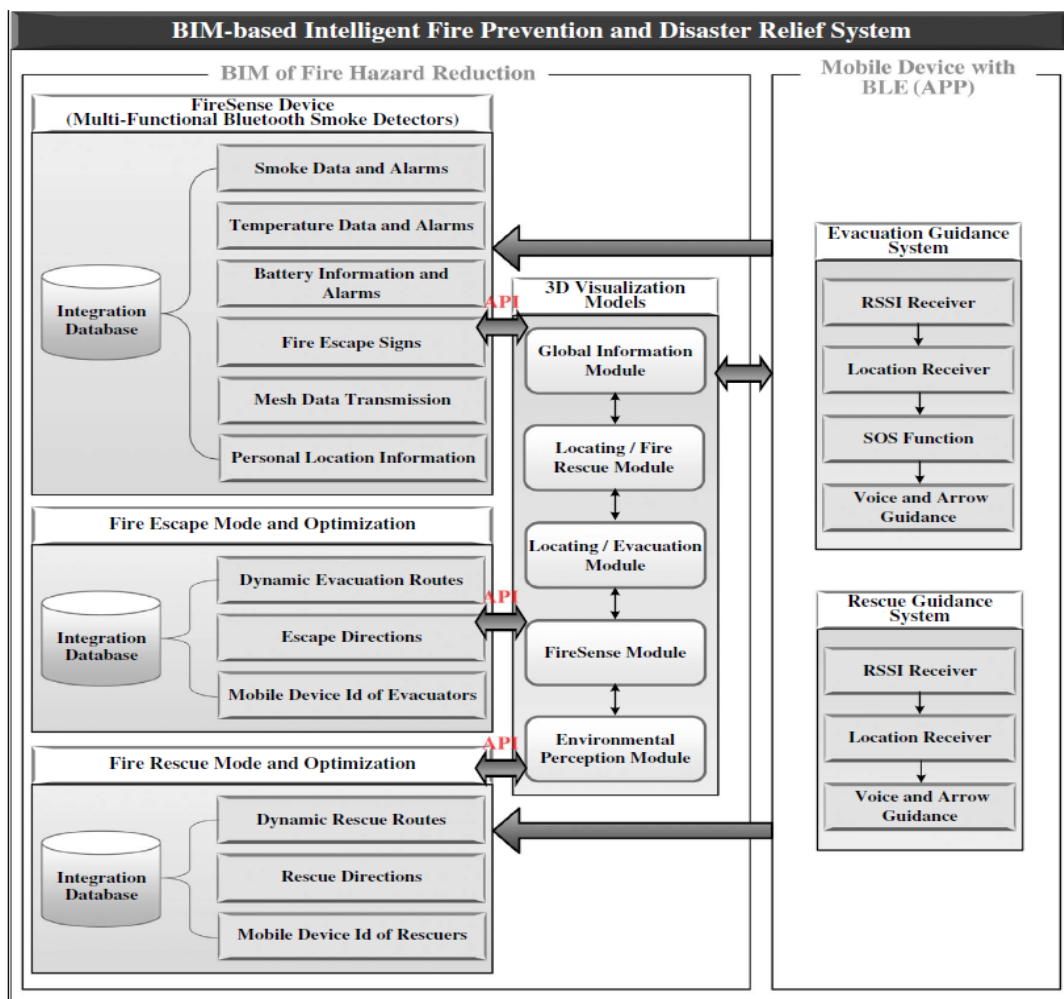 BIM-based Intelligent Fire Prevention and Disaster Relief System
BIM of Fire Hazard Reduction
FireSense Device
(Multi-Functional Bluetooth Smoke Detectors)
Integration
Database
Smoke Data and Alarms
Temperature Data and Alarms
Battery Information and
Alarms
Fire Escape Signs
Mesh Data Transmission
Personal Location Information
Fire Escape Mode and Optimization
Integration
Database
Dynamic Evacuation Routes
Escape Directions
Mobile Device Id of Evacuators
Fire Rescue Mode and Optimization
Integration
Database
Dynamic Rescue Routes
Rescue Directions
Mobile Device Id of Rescuers
API
API
API
3D Visualization
Models
Global Information
Module
Locating / Fire
Rescue Module
Locating / Evacuation
Module
FireSense Module
Environmental
Perception Module
Mobile Device with
BLE (APP)
Evacuation Guidance
System
RSSI Receiver
Location Receiver
SOS Function
Voice and Arrow
Guidance
Rescue Guidance
System
RSSI Receiver
Location Receiver
Voice and Arrow
Guidance